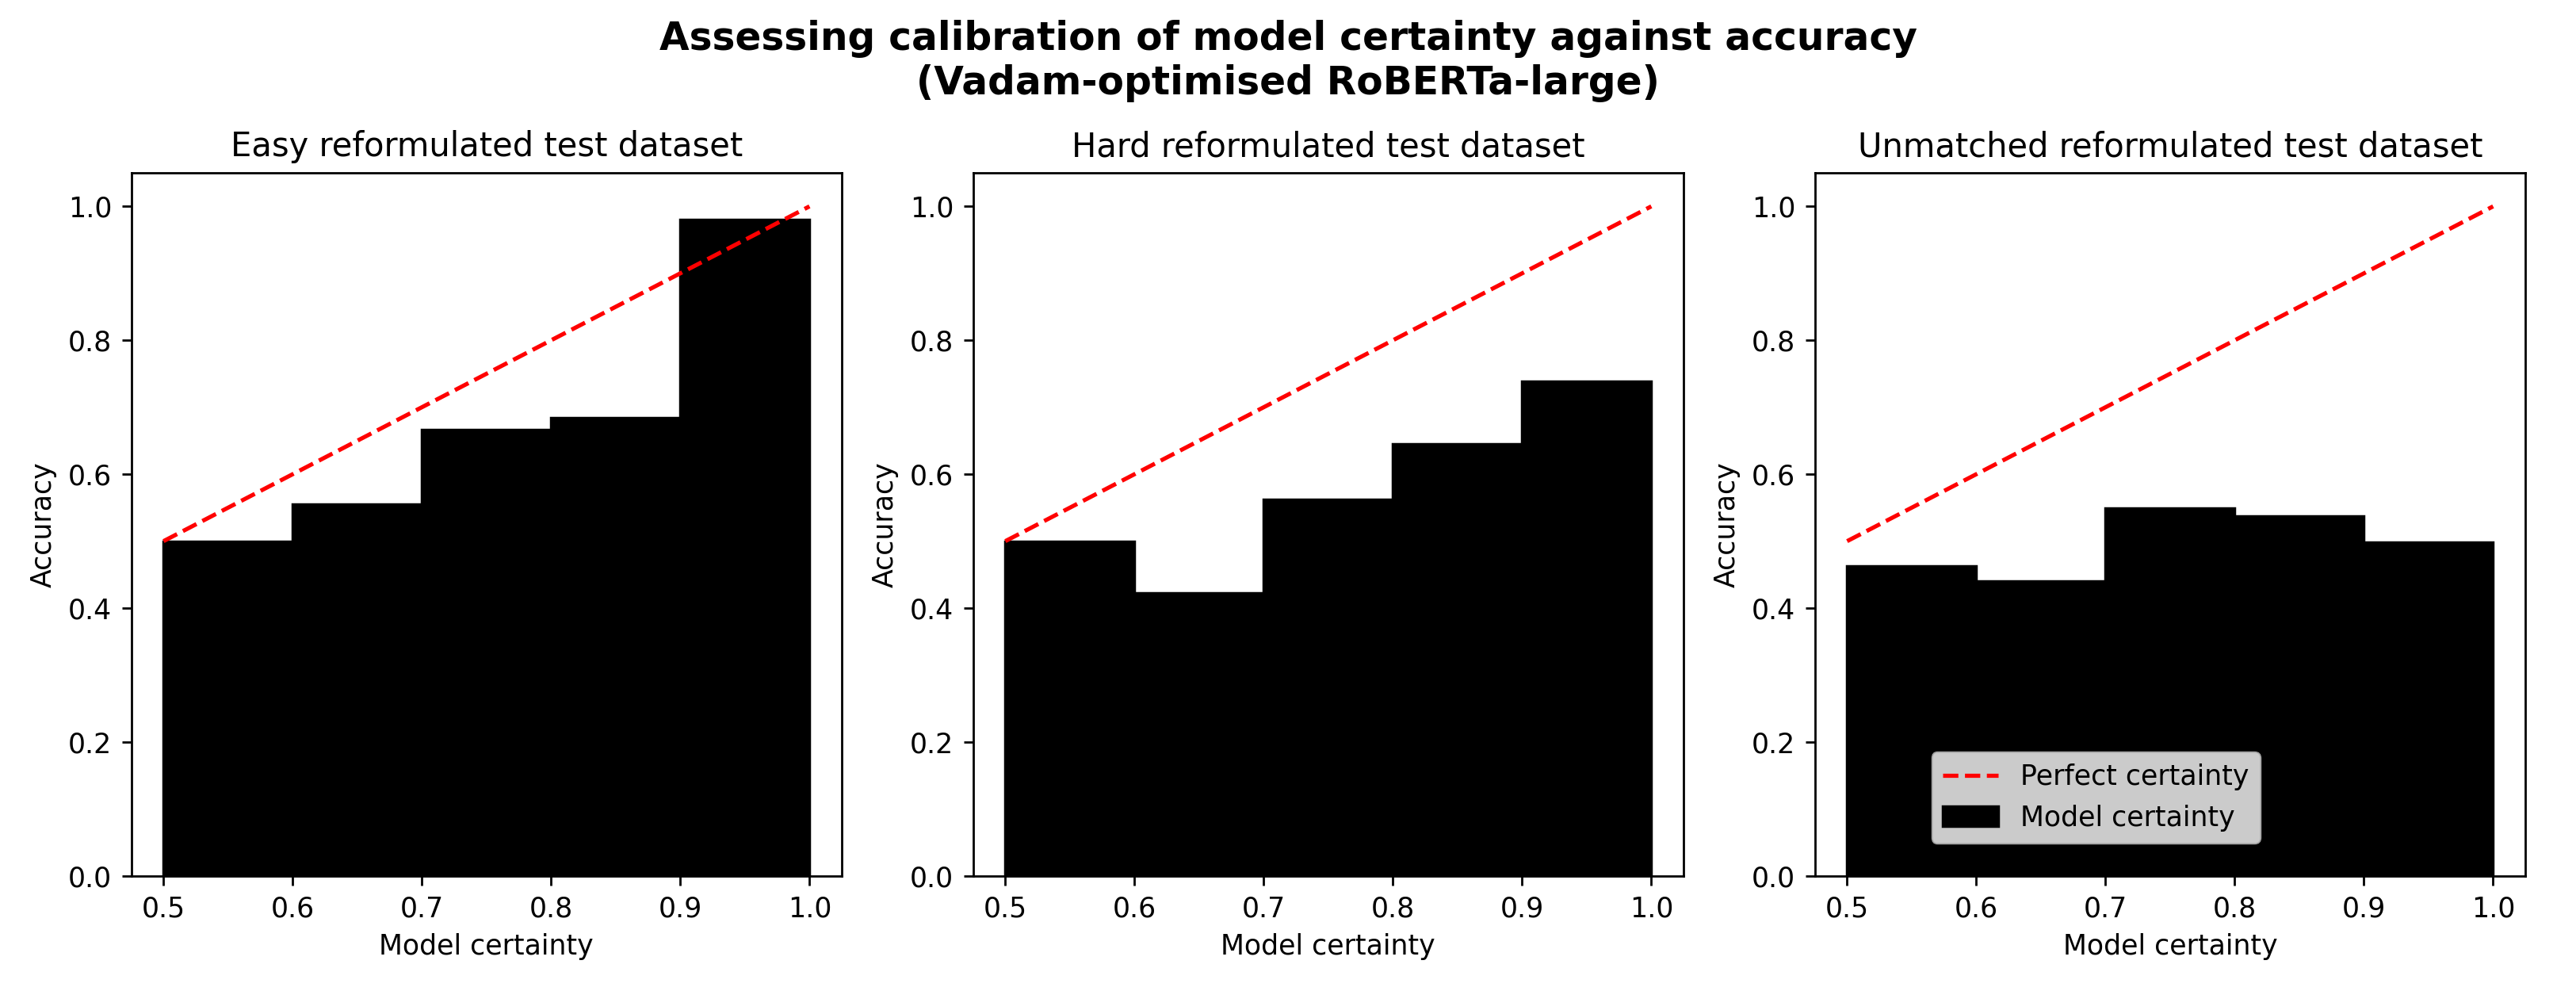 Assessing calibration of model certainty against accuracy
(Vadam-optimised RoBERTa-large)
Easy reformulated test dataset
1.0
0.8
0.6
0.4
0.2
0.0
Accuracy
0.5 0.6 0.7 0.8 0.9 1.0
Model certainty
Hard reformulated test dataset
1.0
0.8
0.6
0.4
0.2
0.0
Accuracy
0.5 0.6 0.7 0.8 0.9 1.0
Model certainty
Unmatched reformulated test dataset
1.0
0.8
0.6
0.4
0.2
0.0
Accuracy
Perfect certainty
Model certainty
0.5 0.6 0.7 0.8 0.9 1.0
Model certainty